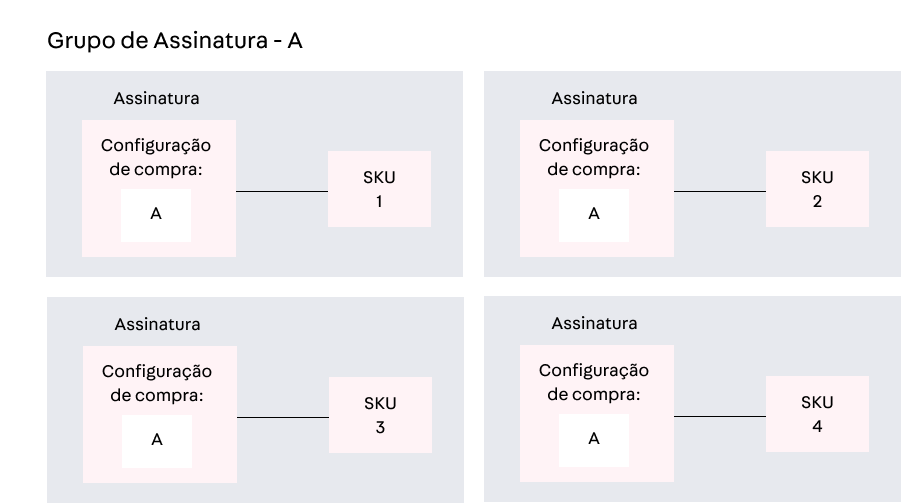 Grupo de Assinatura - A
Assinatura
Configuração
de compra:
A
SKU
1
Assinatura
Configuração
de compra:
A
SKU
2
Assinatura
Configuração
de compra:
A
SKU
3
Assinatura
Configuração
de compra:
A
SKU
4